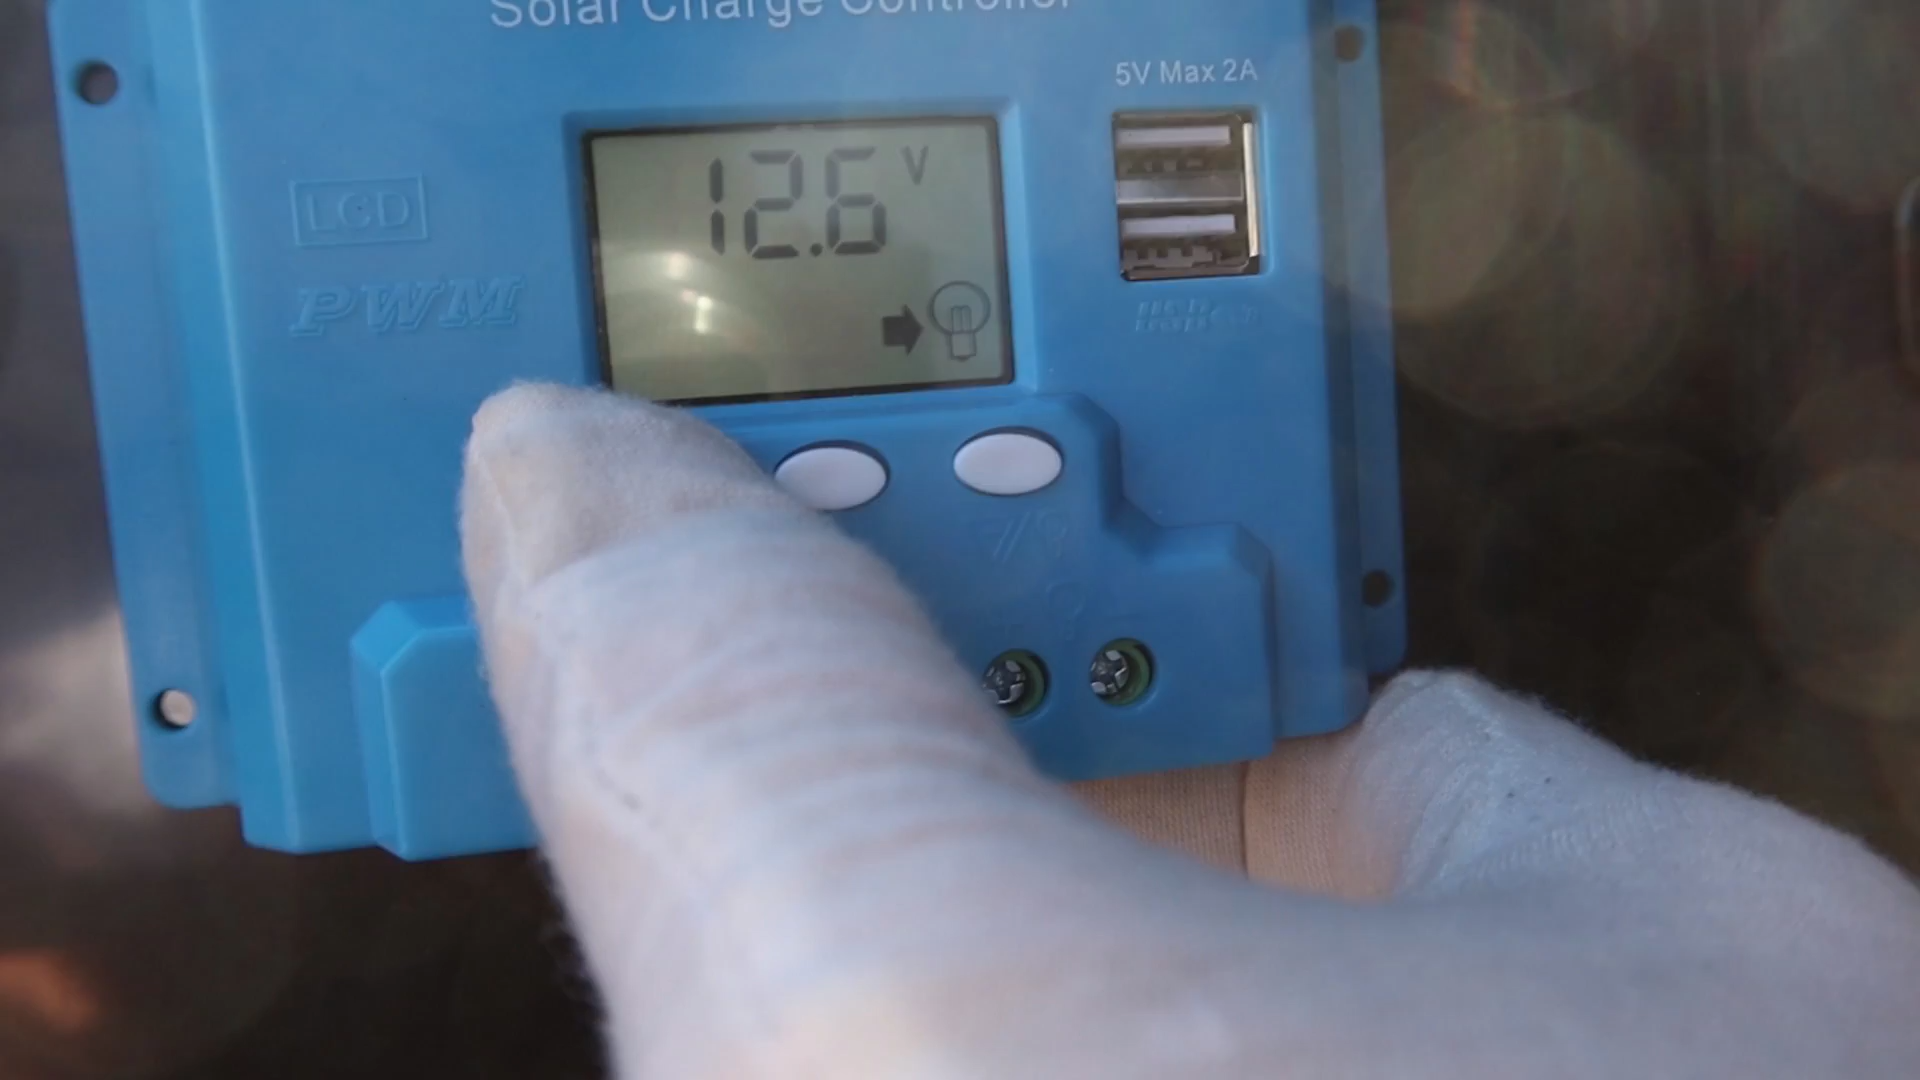 Solar Charge Controller
5V Max 2A
12.6 V
LCD
PWM